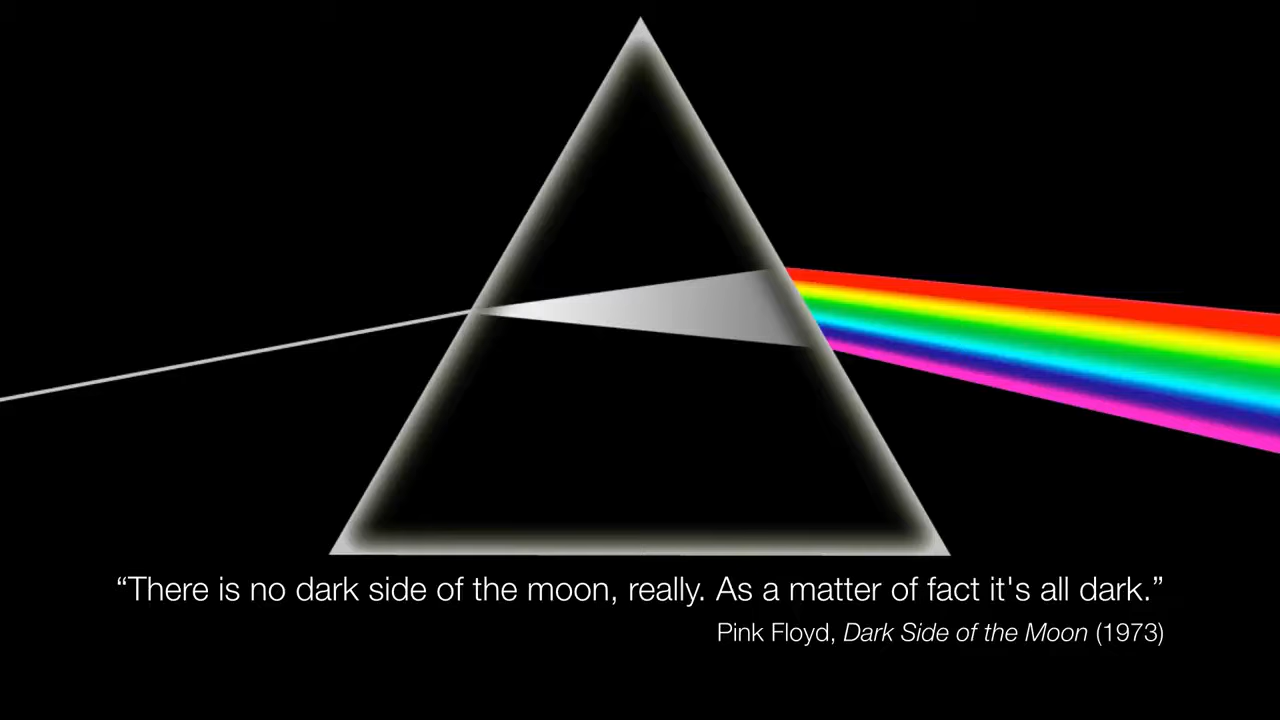 “There is no dark side of the moon, really. As a matter of fact it's all dark.”
Pink Floyd, Dark Side of the Moon (1973)